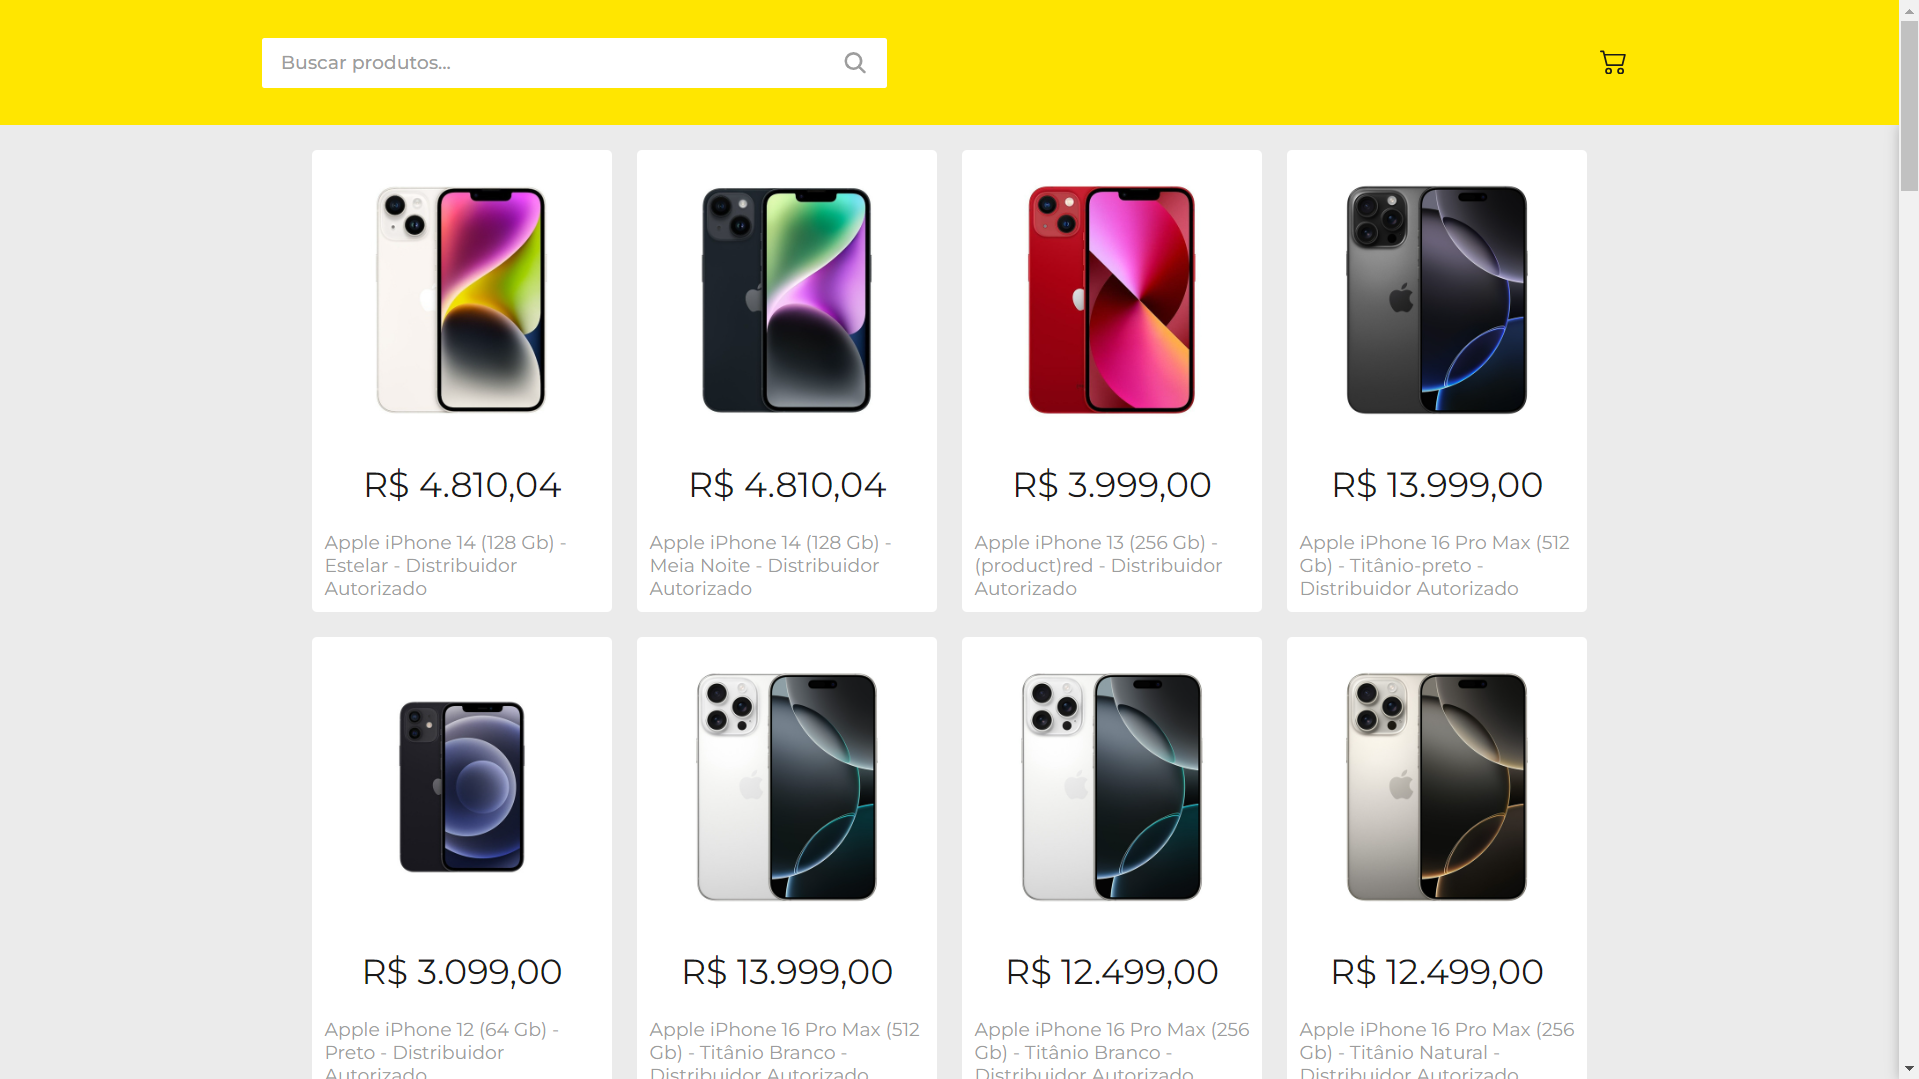 Buscar produtos...
R$ 4.810,04
Apple iPhone 14 (128 Gb) -
Estelar - Distribuidor
Autorizado
R$ 4.810,04
Apple iPhone 14 (128 Gb) -
Meia Noite - Distribuidor
Autorizado
R$ 3.999,00
Apple iPhone 13 (256 Gb) -
(product)red - Distribuidor
Autorizado
R$ 13.999,00
Apple iPhone 16 Pro Max (512
Gb) - Titânio-preto -
Distribuidor Autorizado
R$ 3.099,00
Apple iPhone 12 (64 Gb) -
Preto - Distribuidor
Autorizado
R$ 13.999,00
Apple iPhone 16 Pro Max (512
Gb) - Titânio Branco -
Distribuidor Autorizado
R$ 12.499,00
Apple iPhone 16 Pro Max (256
Gb) - Titânio Branco -
Distribuidor Autorizado
R$ 12.499,00
Apple iPhone 16 Pro Max (256
Gb) - Titânio Natural -
Distribuidor Autorizado